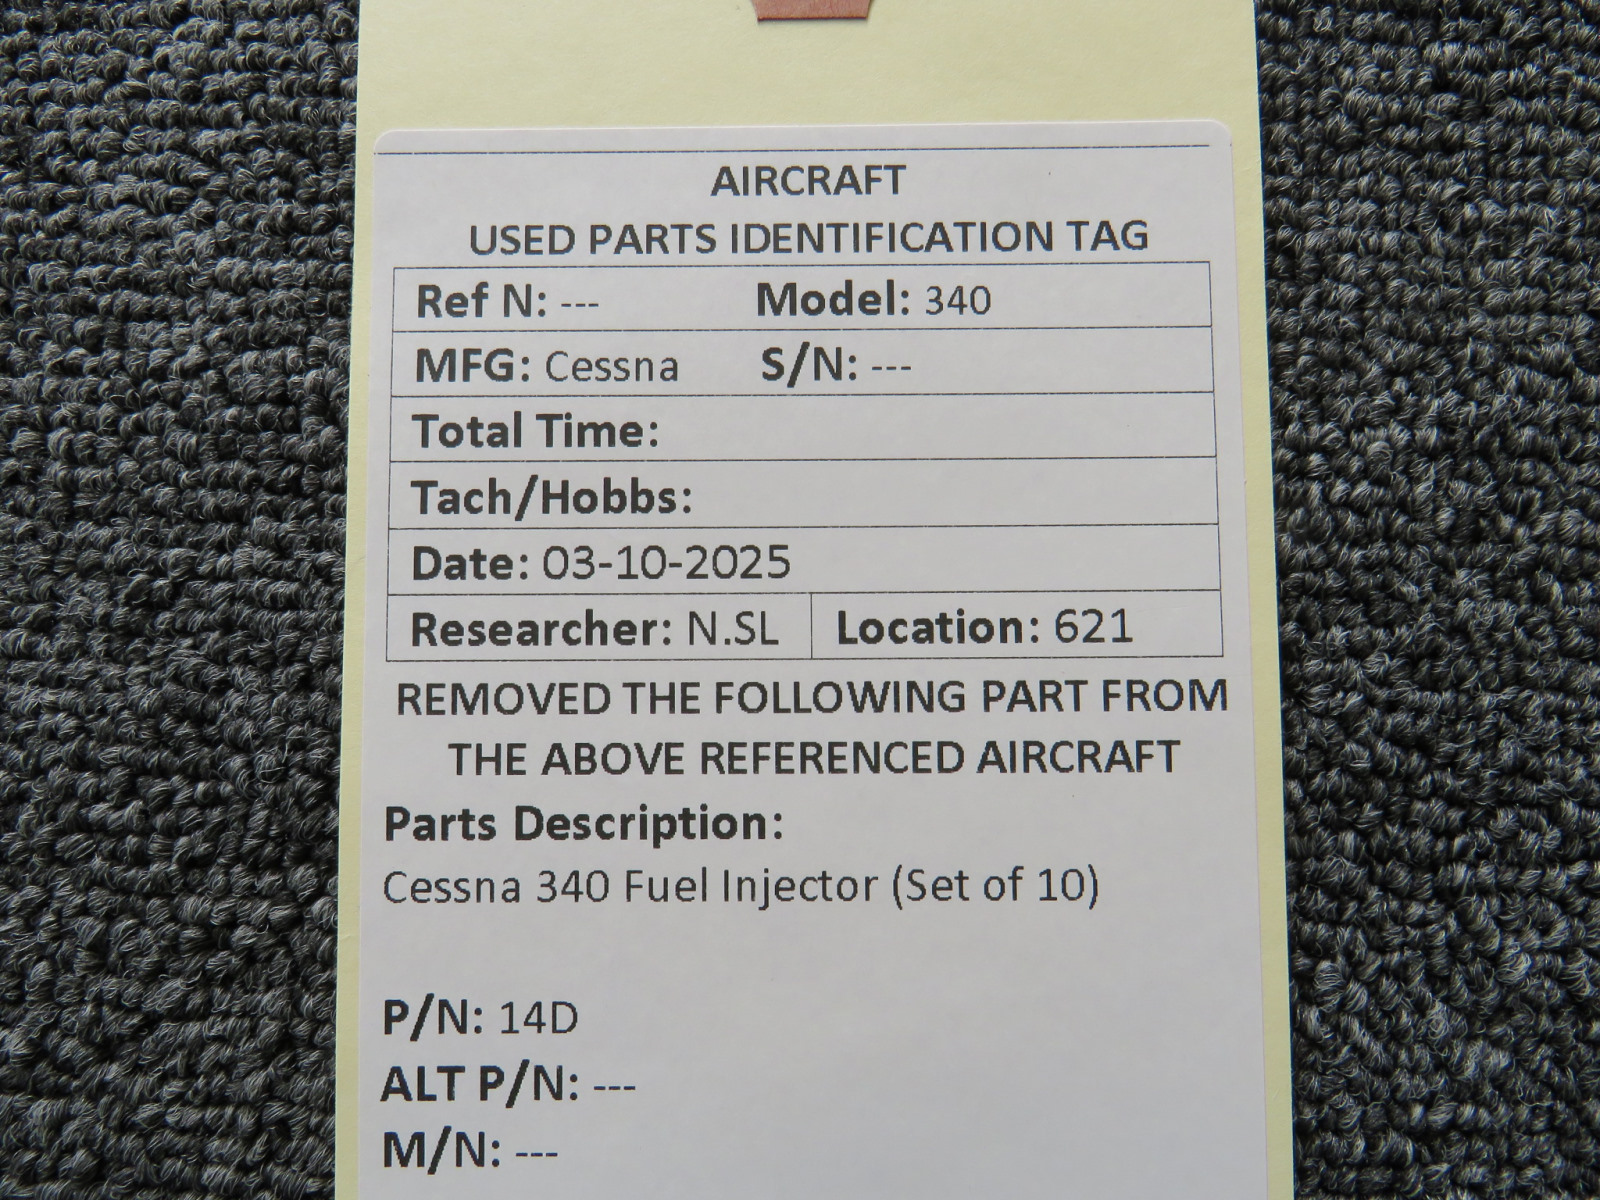 AIRCRAFT
USED PARTS IDENTIFICATION TAG
Ref N: --- Model: 340
MFG: Cessna S/N: ---
Total Time:
Tach/Hobbs:
Date: 03-10-2025
Researcher: N.SL Location: 621
REMOVED THE FOLLOWING PART FROM
THE ABOVE REFERENCED AIRCRAFT
Parts Description:
Cessna 340 Fuel Injector (Set of 10)
P/N: 14D
ALT P/N: ---
M/N: ---